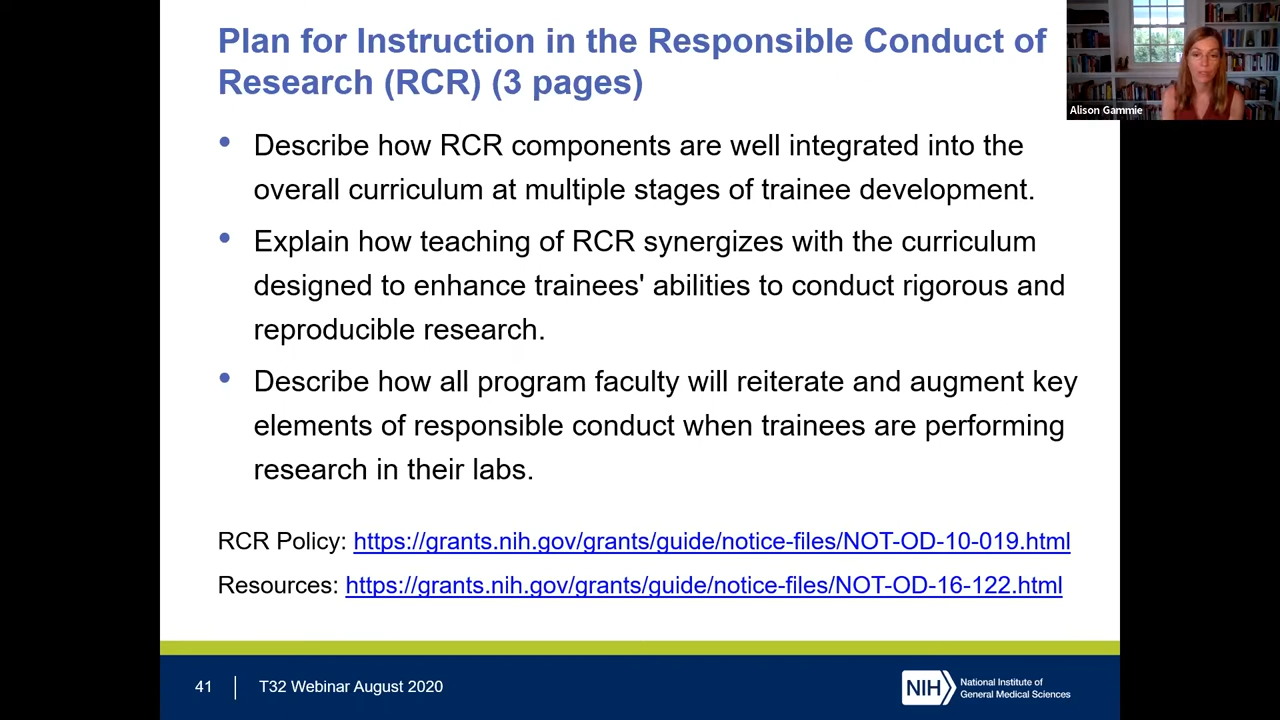 Plan for Instruction in the Responsible Conduct of
Research (RCR) (3 pages)
Alison Gammie
• Describe how RCR components are well integrated into the
overall curriculum at multiple stages of trainee development.
• Explain how teaching of RCR synergizes with the curriculum
designed to enhance trainees' abilities to conduct rigorous and
reproducible research.
• Describe how all program faculty will reiterate and augment key
elements of responsible conduct when trainees are performing
research in their labs.
RCR Policy: https://grants.nih.gov/grants/guide/notice-files/NOT-OD-10-019.html
Resources: https://grants.nih.gov/grants/guide/notice-files/NOT-OD-16-122.html
41 T32 Webinar August 2020
NIH National Institute of
General Medical Sciences